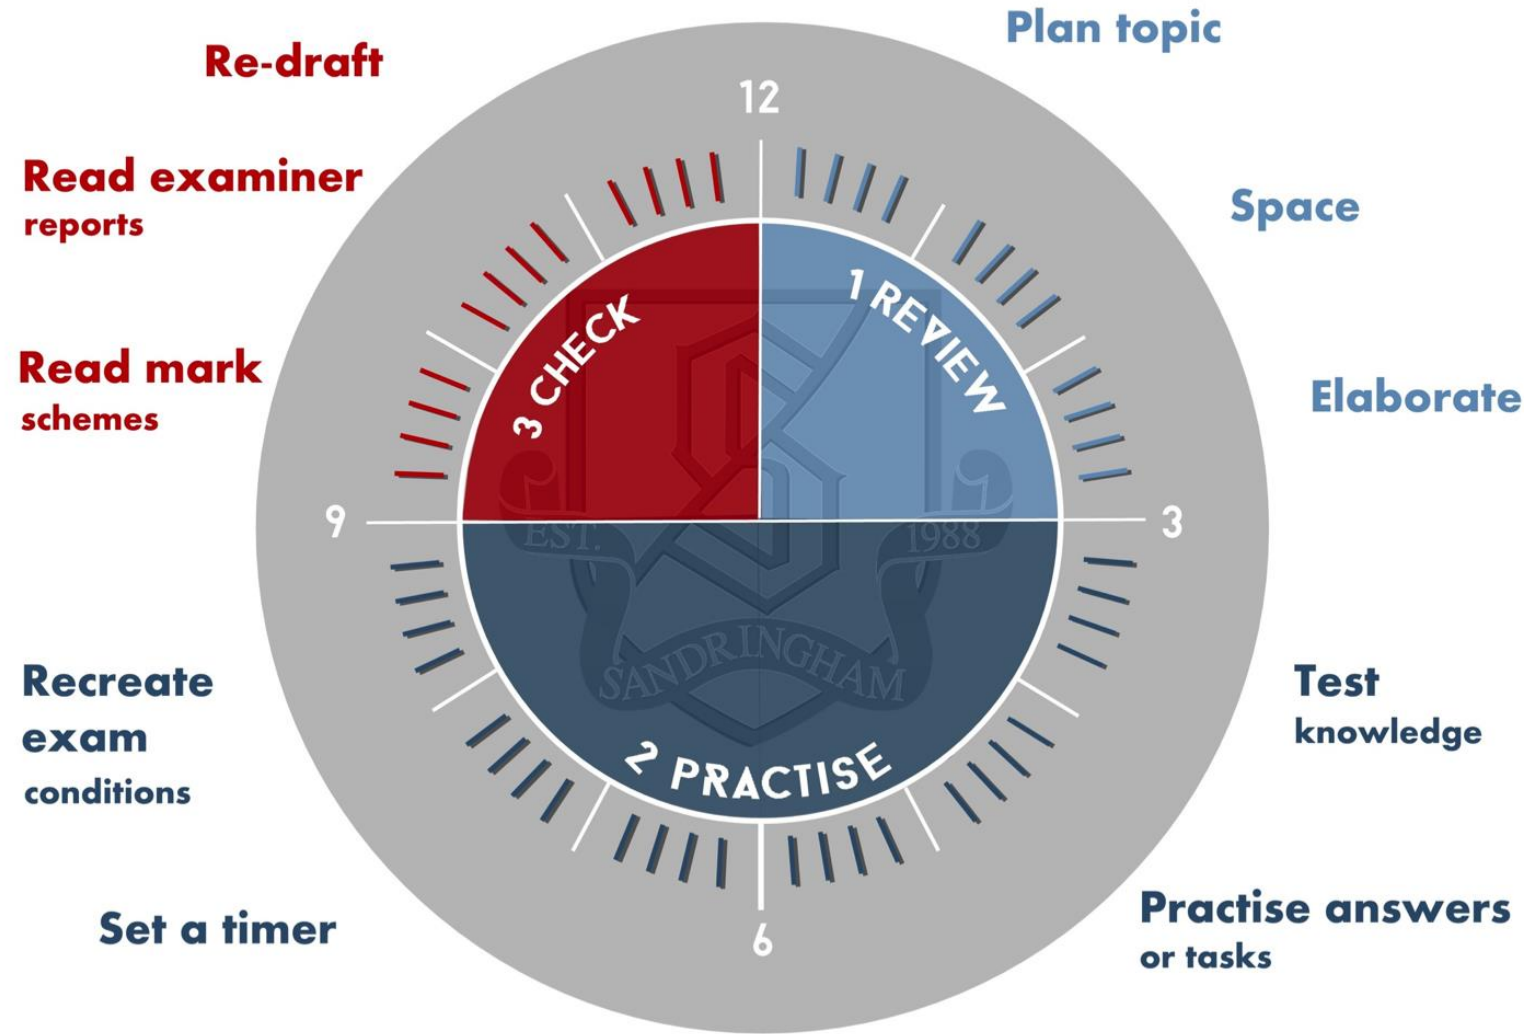 Plan topic
Re-draft
12
Read examiner
reports
Space
1 REVIEW
3 CHECK
Read mark
schemes
Elaborate
9
3
EST.
1988
SANDRINGHAM
Recreate
exam
conditions
Test
knowledge
2 PRACTISE
Set a timer
6
Practise answers
or tasks